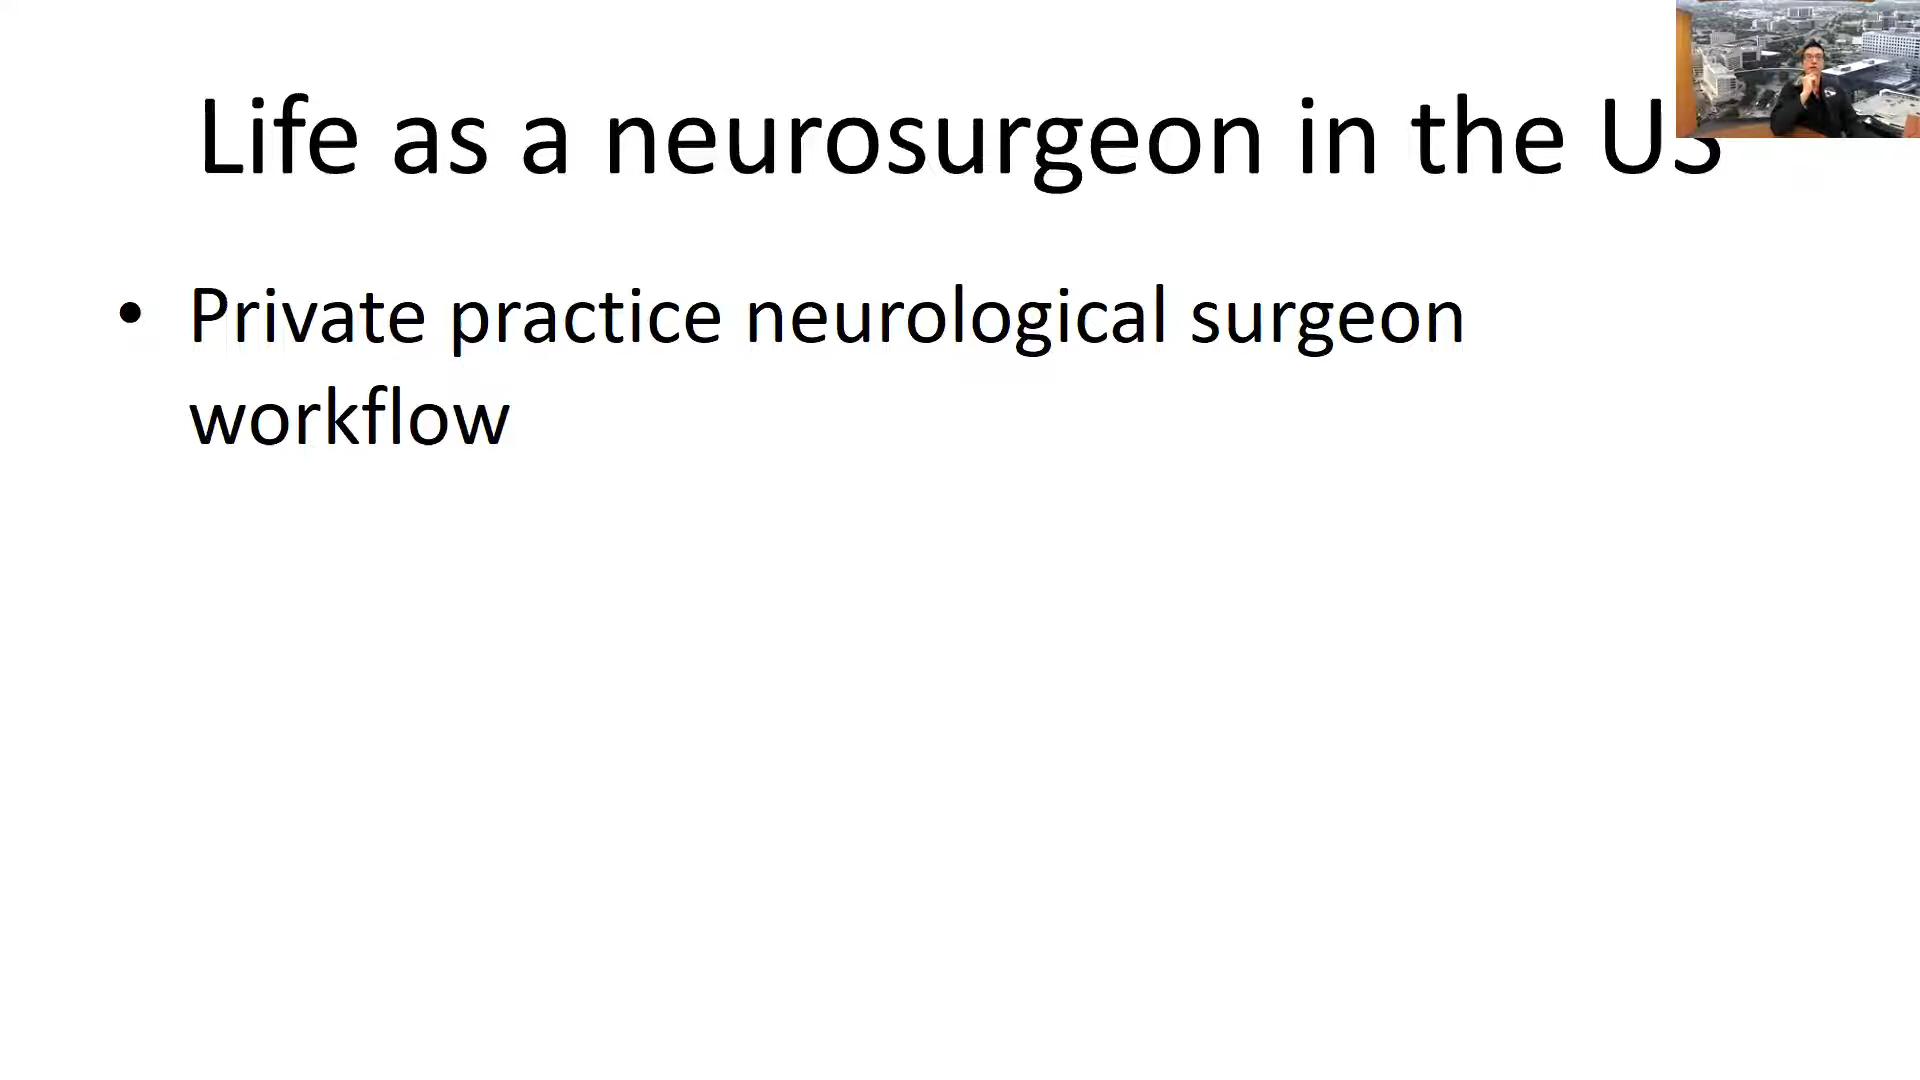 Life as a neurosurgeon in the US
• Private practice neurological surgeon
workflow